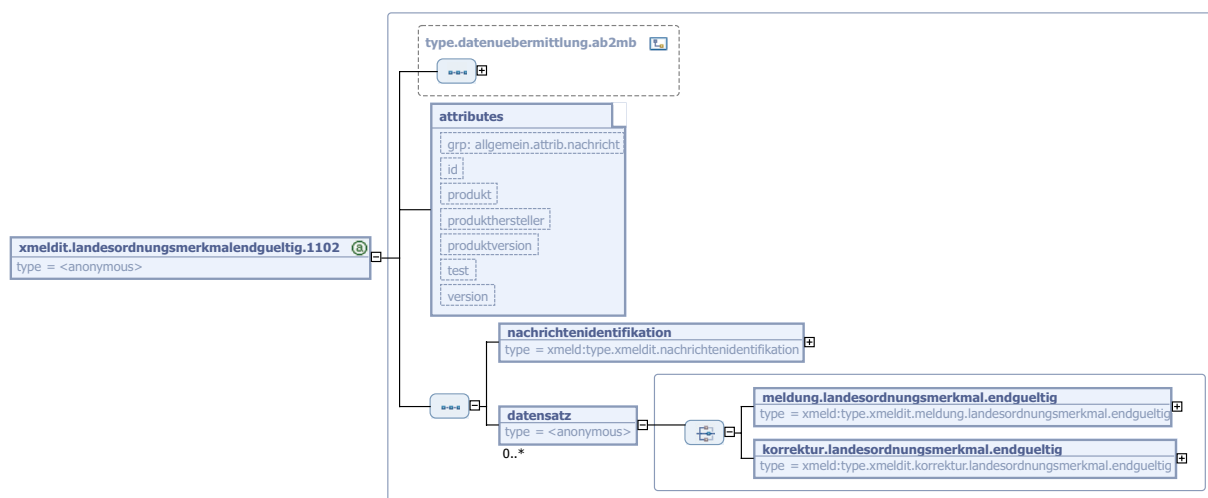 type.datenuebermittlung.ab2mb
attributes
grp: allgemein.attrib.nachricht
id
produkt
produkthersteller
produktversion
test
version
xmeldit.landesordnungsmerkmalendgueltig.1102 a
type = <anonymous>
nachrichtenidentifikation
type = xmeld:type.xmeldit.nachrichtenidentifikation
datensatz
type = <anonymous>
0..*
meldung.landesordnungsmerkmal.endgueltig
type = xmeld:type.xmeldit.meldung.landesordnungsmerkmal.endgueltig
korrektur.landesordnungsmerkmal.endgueltig
type = xmeld:type.xmeldit.korrektur.landesordnungsmerkmal.endgueltig